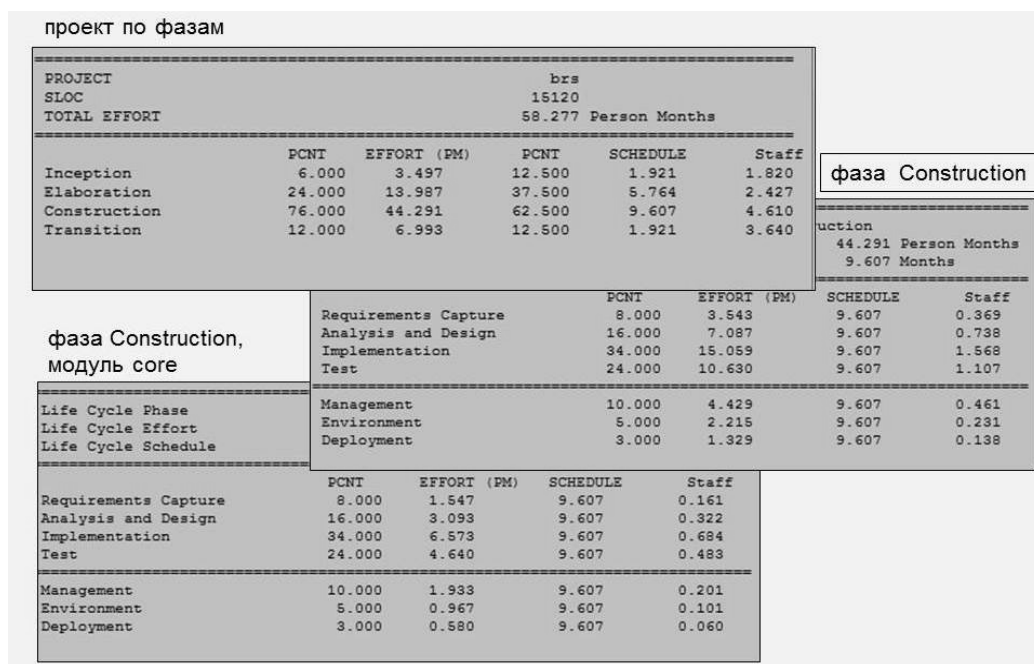 проект по фазам
PROJECT brs
SLOC 15120
TOTAL EFFORT 58.277 Person Months
PCNT EFFORT (PM) PCNT SCHEDULE Staff
Inception 6.000 3.497 12.500 1.921 1.820
Elaboration 24.000 13.987 37.500 5.764 2.427
Construction 76.000 44.291 62.500 9.607 4.610
Transition 12.000 6.993 12.500 1.921 3.640
фаза Construction
uction
44.291 Person Months
9.607 Months
PCNT EFFORT (PM) SCHEDULE Staff
Requirements Capture 8.000 3.543 9.607 0.369
Analysis and Design 16.000 7.087 9.607 0.738
Implementation 34.000 15.059 9.607 1.568
Test 24.000 10.630 9.607 1.107
Management 10.000 4.429 9.607 0.461
Environment 5.000 2.215 9.607 0.231
Deployment 3.000 1.329 9.607 0.138
фаза Construction,
модуль core
Life Cycle Phase
Life Cycle Effort
Life Cycle Schedule
PCNT EFFORT (PM) SCHEDULE Staff
Requirements Capture 8.000 1.547 9.607 0.161
Analysis and Design 16.000 3.093 9.607 0.322
Implementation 34.000 6.573 9.607 0.684
Test 24.000 4.640 9.607 0.483
Management 10.000 1.933 9.607 0.201
Environment 5.000 0.967 9.607 0.101
Deployment 3.000 0.580 9.607 0.060